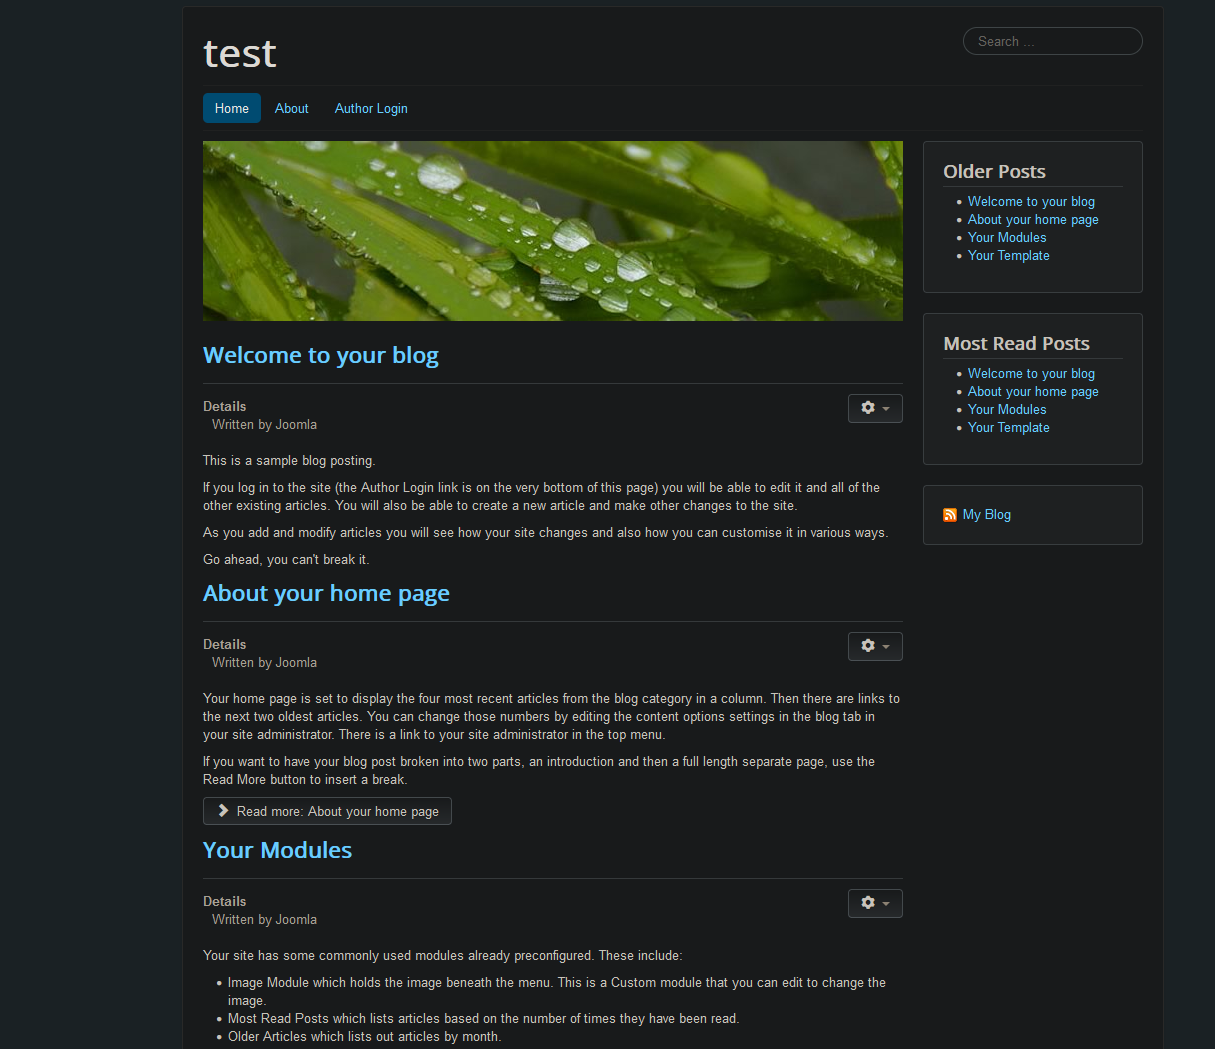 test
Search ...
Home
About
Author Login
Welcome to your blog
Details
Written by Joomla
This is a sample blog posting.
If you log in to the site (the Author Login link is on the very bottom of this page) you will be able to edit it and all of the
other existing articles. You will also be able to create a new article and make other changes to the site.
As you add and modify articles you will see how your site changes and also how you can customise it in various ways.
Go ahead, you can't break it.
About your home page
Details
Written by Joomla
Your home page is set to display the four most recent articles from the blog category in a column. Then there are links to
the next two oldest articles. You can change those numbers by editing the content options settings in the blog tab in
your site administrator. There is a link to your site administrator in the top menu.
If you want to have your blog post broken into two parts, an introduction and then a full length separate page, use the
Read More button to insert a break.
Read more: About your home page
Your Modules
Details
Written by Joomla
Your site has some commonly used modules already preconfigured. These include:
• Image Module which holds the image beneath the menu. This is a Custom module that you can edit to change the
image.
• Most Read Posts which lists articles based on the number of times they have been read.
• Older Articles which lists out articles by month.
Older Posts
• Welcome to your blog
• About your home page
• Your Modules
• Your Template
Most Read Posts
• Welcome to your blog
• About your home page
• Your Modules
• Your Template
My Blog